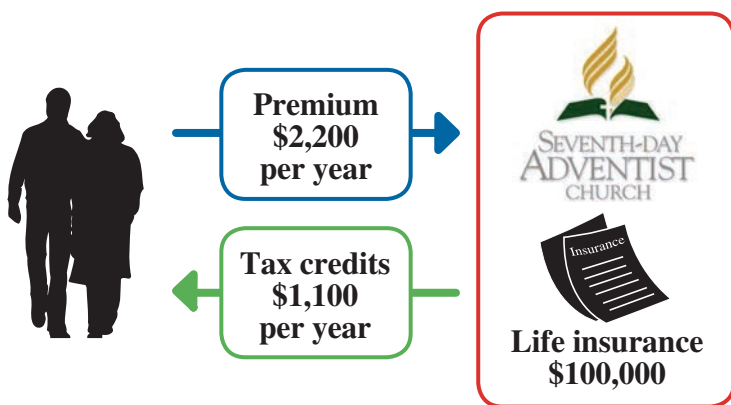 Premium
$2,200
per year
SEVENTH-DAY
ADVENTIST
CHURCH
Tax credits
$1,100
per year
Insurance
Life insurance
$100,000